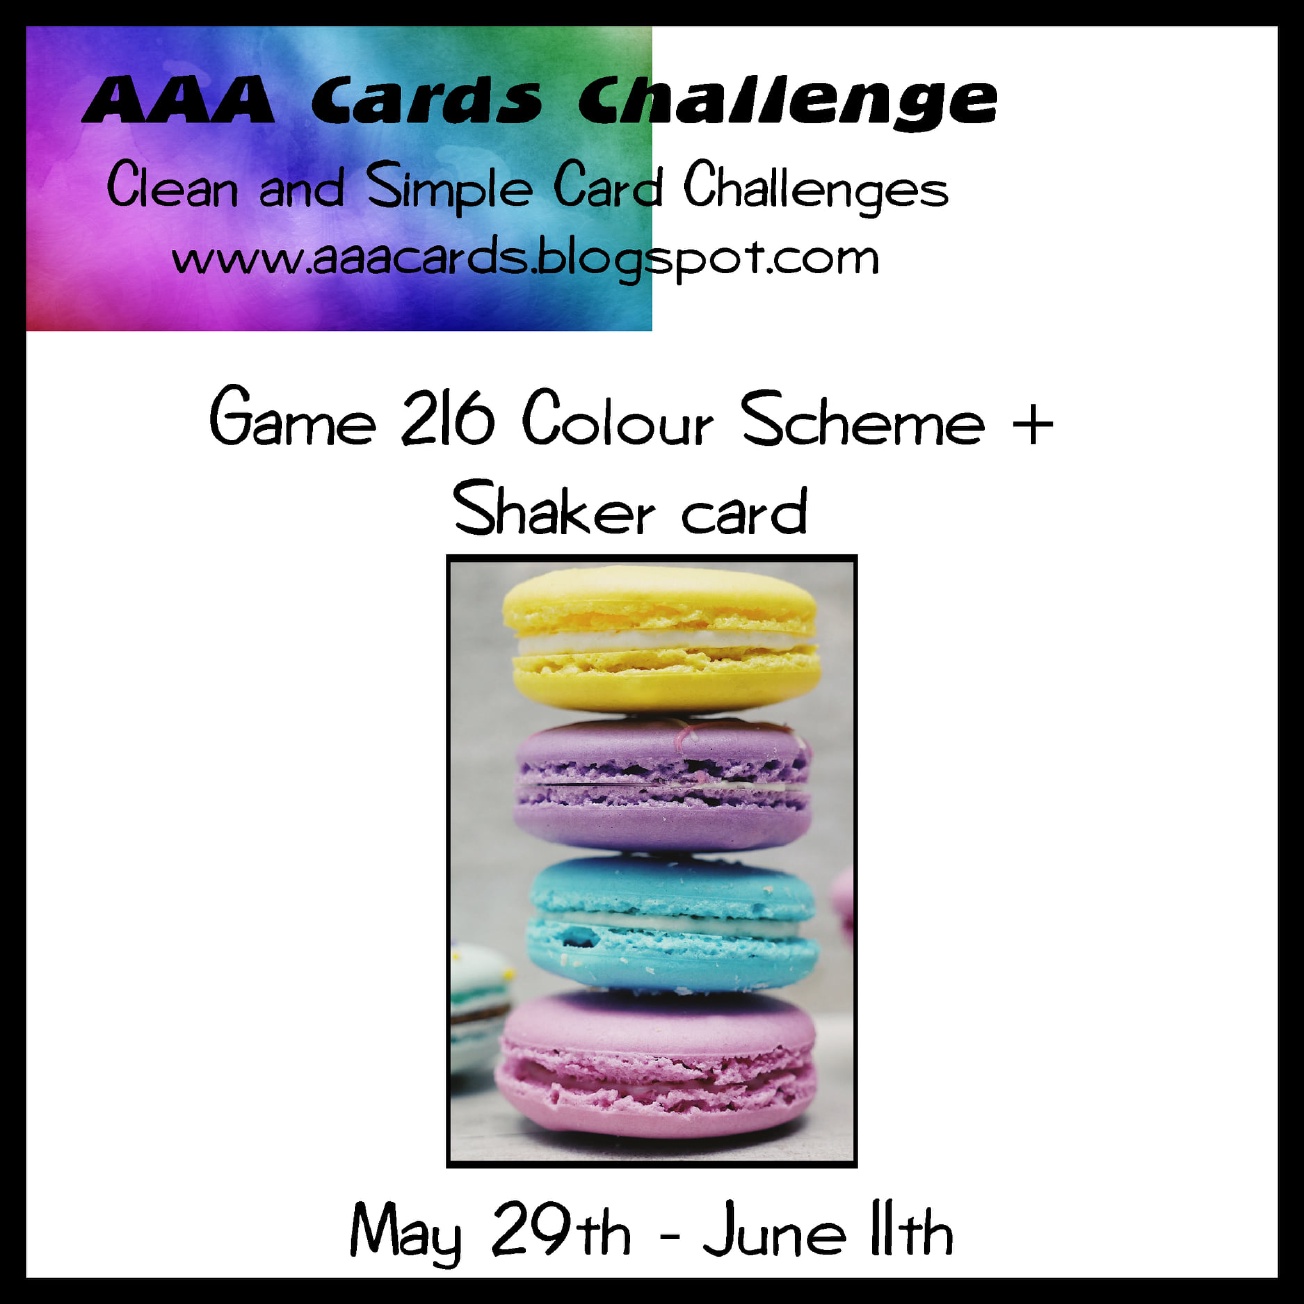 AAA Cards Challenge
Clean and Simple Card Challenges
www.aaacards.blogspot.com
Game 216 Colour Scheme +
Shaker card
May 29th - June 11th